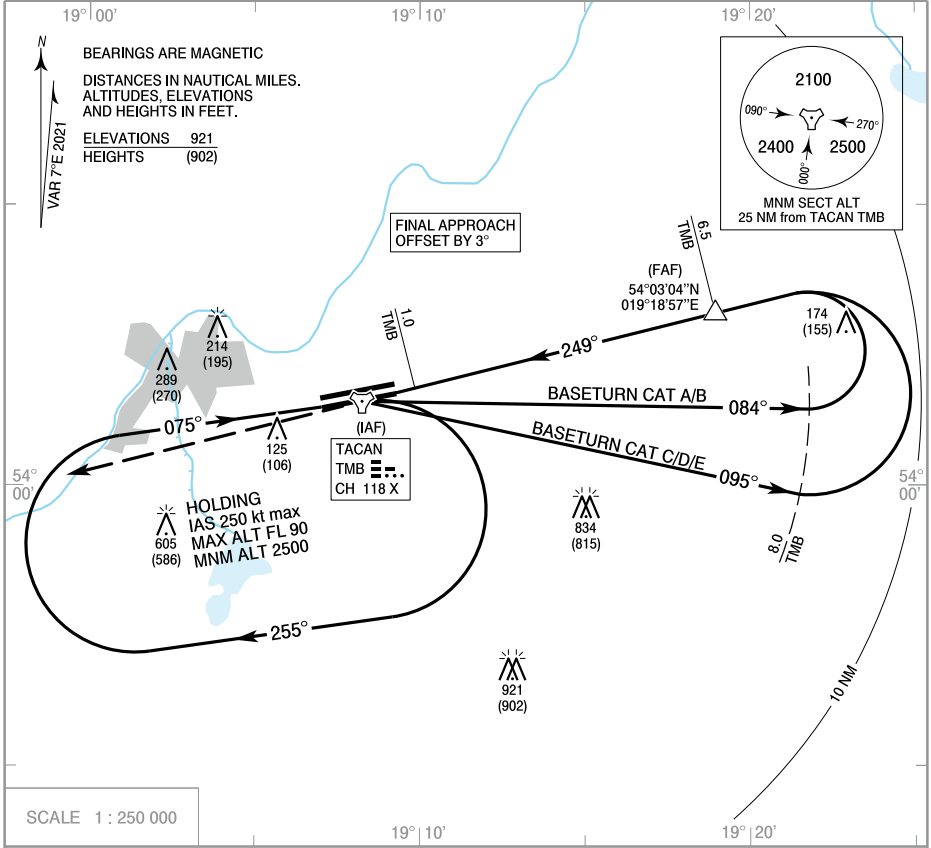 19° 00’
19° 10’
19° 20’
N
VAR 7°E 2021
BEARINGS ARE MAGNETIC
DISTANCES IN NAUTICAL MILES.
ALTITUDES, ELEVATIONS
AND HEIGHTS IN FEET.
ELEVATIONS 921
HEIGHTS (902)
2100
090°
270°
2400
2500
000°
MNM SECT ALT
25 NM from TACAN TMB
FINAL APPROACH
OFFSET BY 3°
6.5
TMB
(FAF)
54°03’04”N
019°18’57”E
174
(155)
1.0
TMB
214
(195)
289
(270)
249°
BASETURN CAT A/B
084°
075°
125
(106)
(IAF)
TACAN
TMB
CH 118 X
BASETURN CAT C/D/E
095°
54°
00’
54°
00’
HOLDING
IAS 250 kt max
MAX ALT FL 90
MNM ALT 2500
605
(586)
834
(815)
8.0
TMB
255°
921
(902)
10 NM
SCALE 1 : 250 000
19° 10’
19° 20’